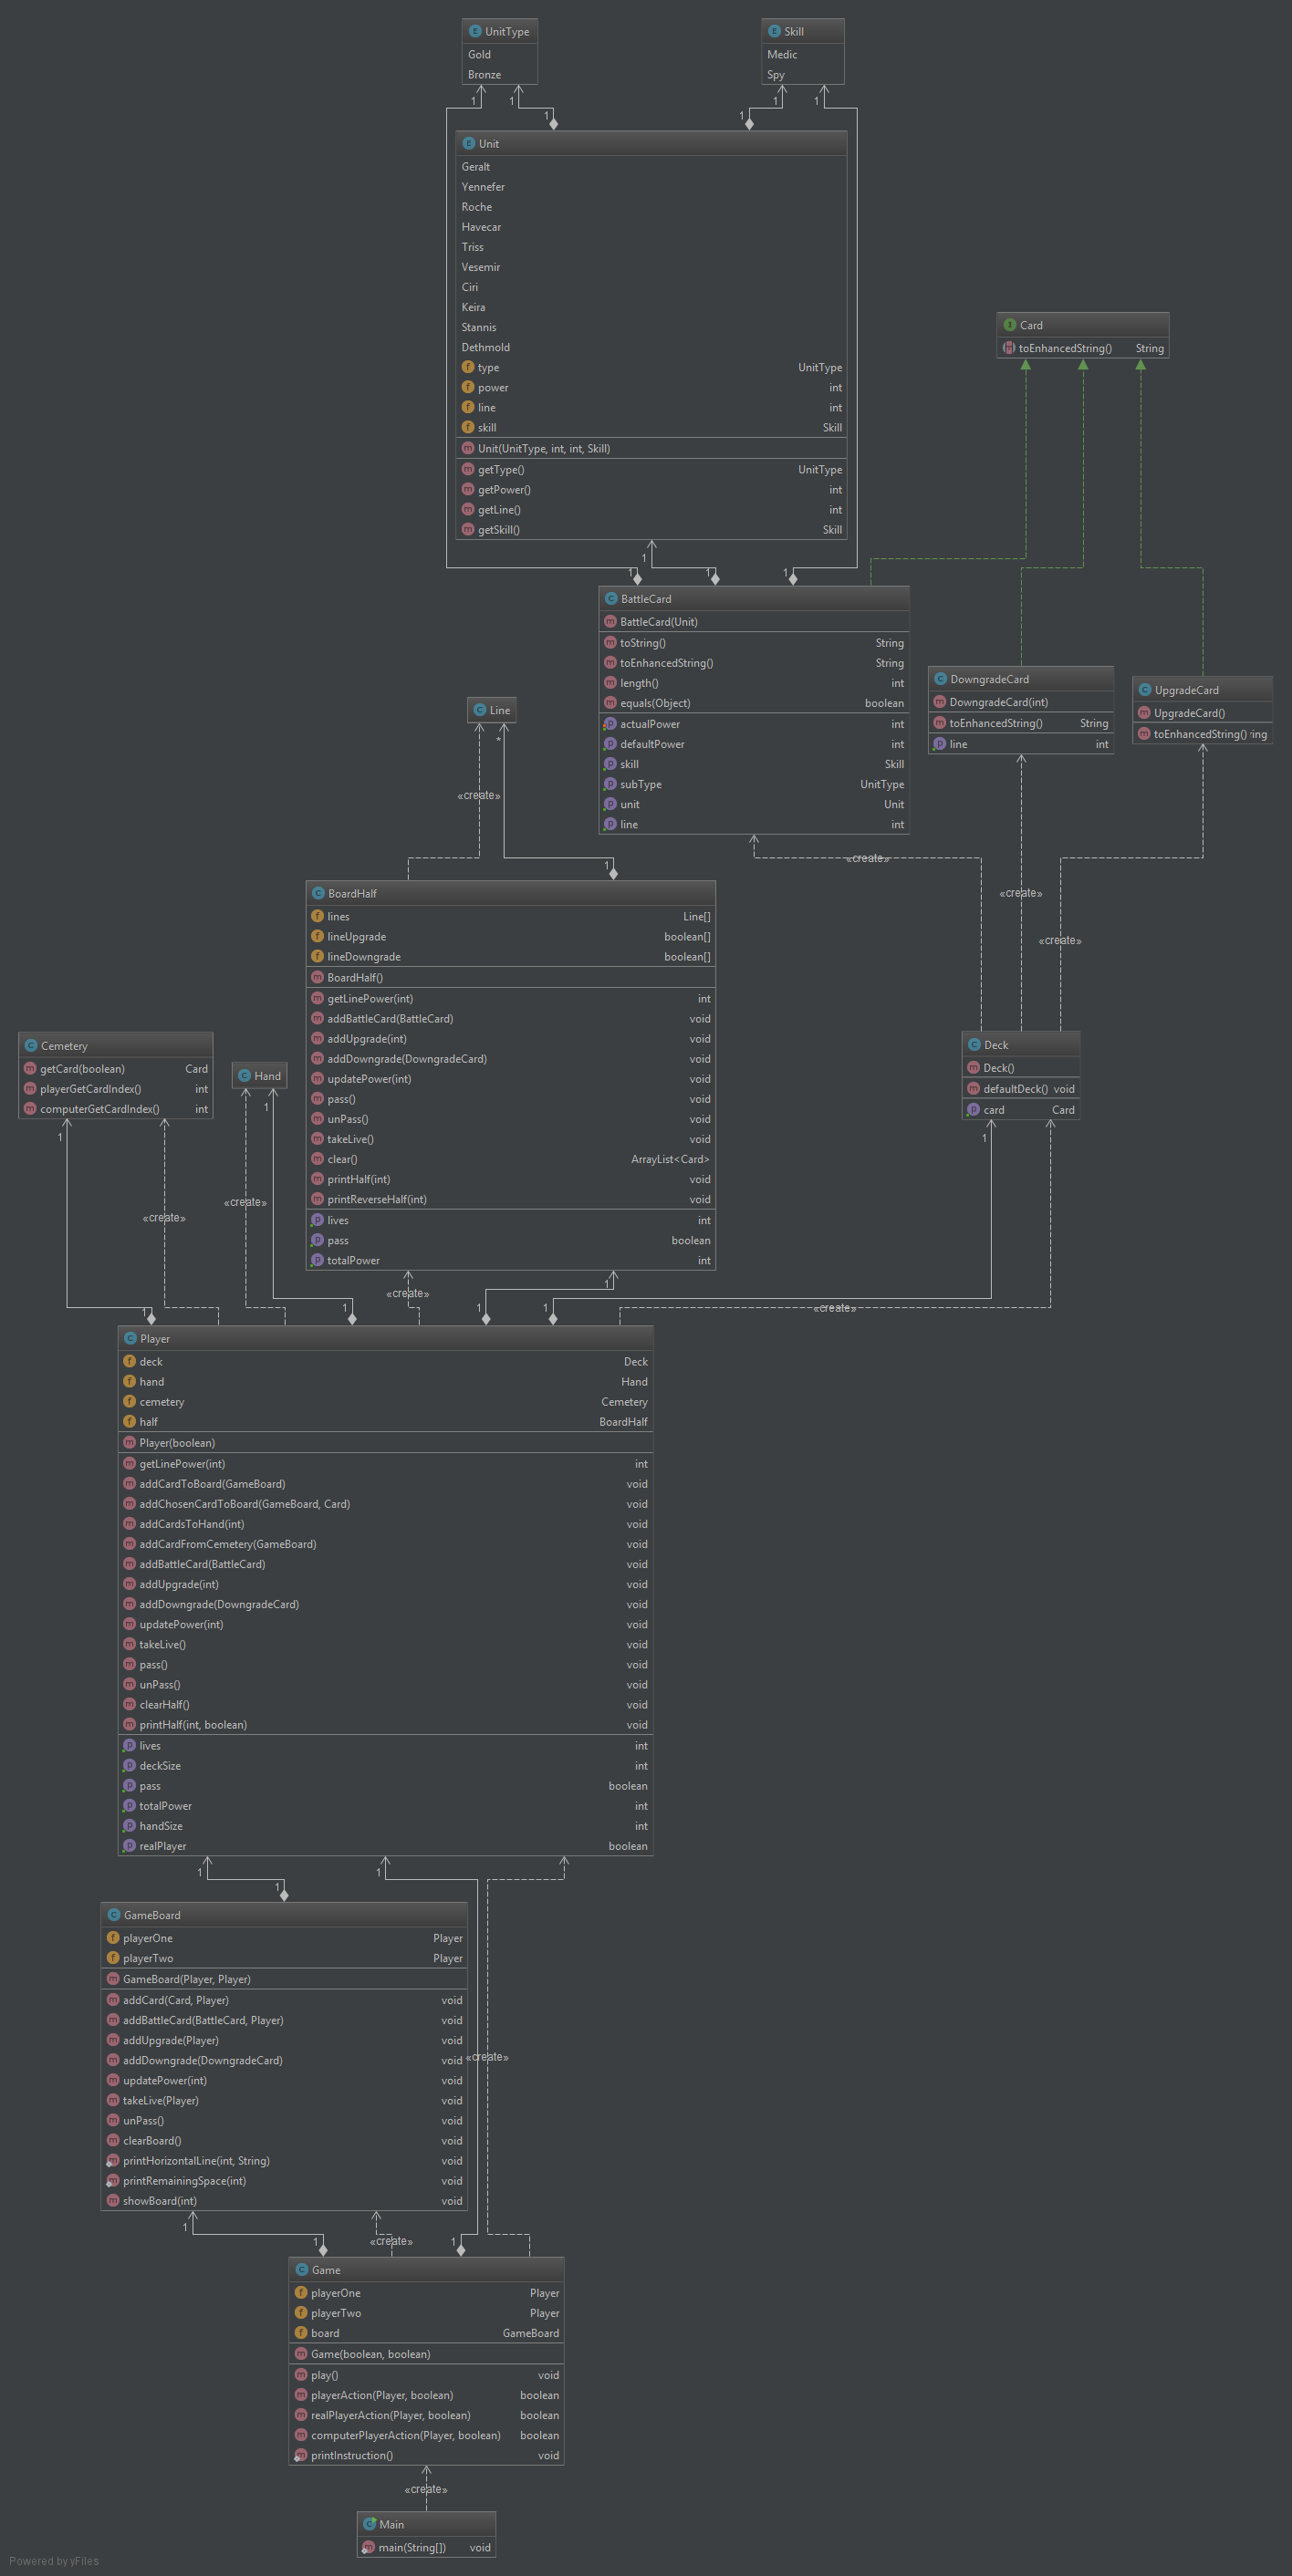 UnitType
Gold
Bronze
Skill
Medic
Spy
1 1 1 1
1 1
Unit
Geralt
Yennefer
Roche
Havecar
Triss
Vesemir
Ciri
Keira
Stannis
Dethmold
type UnitType
power int
line int
skill Skill
Unit(UnitType, int, int, Skill)
getType() UnitType
getPower() int
getLine() int
getSkill() Skill
Card
toEnhancedString() String
1
1 1 1
BattleCard
BattleCard(Unit)
toString() String
toEnhancedString() String
length() int
equals(Object) boolean
actualPower int
defaultPower int
skill Skill
subType UnitType
unit Unit
line int
DowngradeCard
DowngradeCard(int)
toEnhancedString() String
line int
UpgradeCard
UpgradeCard()
toEnhancedString() ring
Line
*
«create»
1
«create»
«create»
«create»
BoardHalf
lines Line[]
lineUpgrade boolean[]
lineDowngrade boolean[]
BoardHalf()
getLinePower(int) int
addBattleCard(BattleCard) void
addUpgrade(int) void
addDowngrade(DowngradeCard) void
updatePower(int) void
pass() void
unPass() void
takeLive() void
clear() ArrayList<Card>
printHalf(int) void
printReverseHalf(int) void
lives int
pass boolean
totalPower int
Cemetery
getCard(boolean) Card
playerGetCardIndex() int
computerGetCardIndex() int
Hand
Deck
Deck()
defaultDeck() void
card Card
1 1 1 1
«create»
«create»
«create»
«create»
1 1 1 1
Player
deck Deck
hand Hand
cemetery Cemetery
half BoardHalf
Player(boolean)
getLinePower(int) int
addCardToBoard(GameBoard) void
addChosenCardToBoard(GameBoard, Card) void
addCardsToHand(int) void
addCardFromCemetery(GameBoard) void
addBattleCard(BattleCard) void
addUpgrade(int) void
addDowngrade(DowngradeCard) void
updatePower(int) void
takeLive() void
pass() void
unPass() void
clearHalf() void
printHalf(int, boolean) void
lives int
deckSize int
pass boolean
totalPower int
handSize int
realPlayer boolean
1 1
1
GameBoard
playerOne Player
playerTwo Player
GameBoard(Player, Player)
addCard(Card, Player) void
addBattleCard(BattleCard, Player) void
addUpgrade(Player) void
addDowngrade(DowngradeCard) void
updatePower(int) void
takeLive(Player) void
unPass() void
clearBoard() void
printHorizontalLine(int, String) void
printRemainingSpace(int) void
showBoard(int) void
«create»
1
«create»
1 1
Game
playerOne Player
playerTwo Player
board GameBoard
Game(boolean, boolean)
play() void
playerAction(Player, boolean) boolean
realPlayerAction(Player, boolean) boolean
computerPlayerAction(Player, boolean) boolean
printInstruction() void
«create»
Main
main(String[]) void
Powered by yFiles